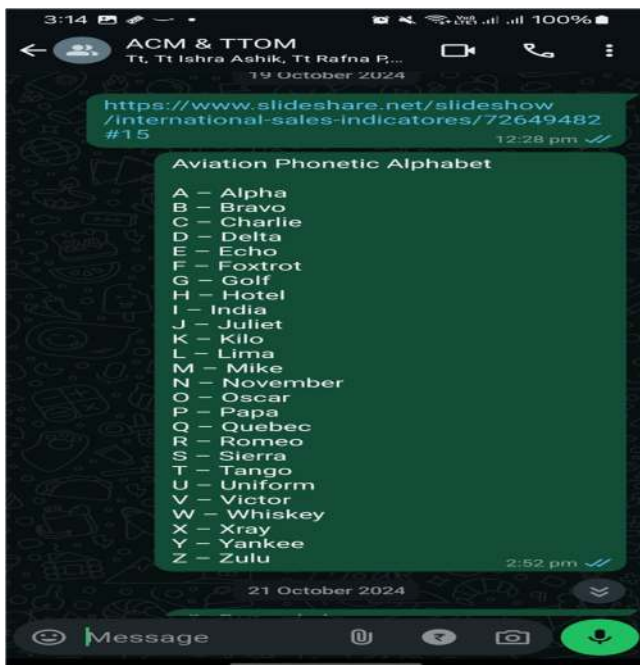 3:14
100%
ACM & TTOM
Tt, Tt Ishra Ashik, Tt Rafna P,...
19 October 2024
https://www.slideshare.net/slideshow
/international-sales-indicatores/72649482
#15
12:28 pm
Aviation Phonetic Alphabet
A – Alpha
B – Bravo
C – Charlie
D – Delta
E – Echo
F – Foxtrot
G – Golf
H – Hotel
I – India
J – Juliet
K – Kilo
L – Lima
M – Mike
N – November
O – Oscar
P – Papa
Q – Quebec
R – Romeo
S – Sierra
T – Tango
U – Uniform
V – Victor
W – Whiskey
X – Xray
Y – Yankee
Z – Zulu
2:52 pm
21 October 2024
Message